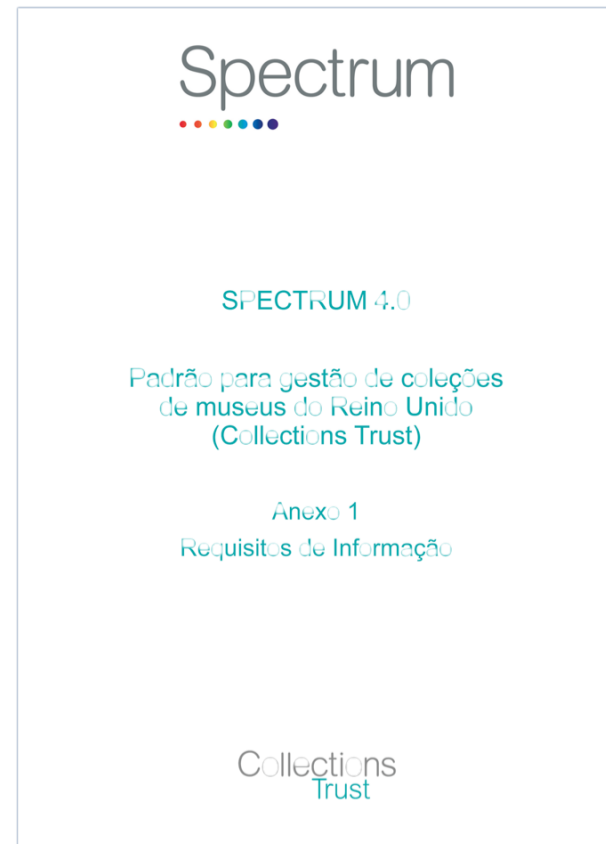 Spectrum
SPECTRUM 4.0
Padrão para gestão de coleções
de museus do Reino Unido
(Collections Trust)
Anexo 1
Requisitos de Informação
Collections
Trust